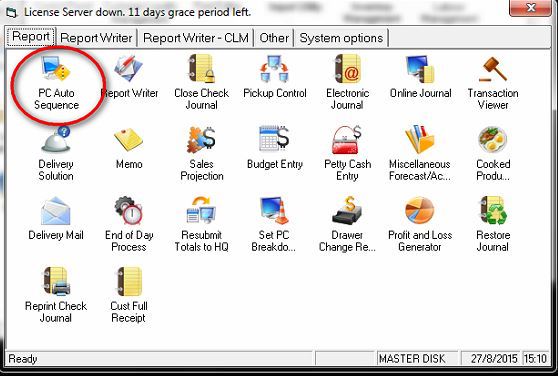 License Server down. 11 days grace period left.
Report
Report Writer
Report Writer - CLM
Other
System options
PC Auto
Sequence
Report Writer
Close Check
Journal
Pickup Control
Electronic
Journal
Online Journal
Transaction
Viewer
Delivery
Solution
Memo
Sales
Projection
Budget Entry
Petty Cash
Entry
Miscellaneous
Forecast/Ac...
Cooked
Produ...
Delivery Mail
End of Day
Process
Resubmit
Totals to HQ
Set PC
Breakdo...
Drawer
Change Re...
Profit and Loss
Generator
Restore
Journal
Reprint Check
Journal
Cust Full
Receipt
Ready
MASTER DISK
27/8/2015
15:10